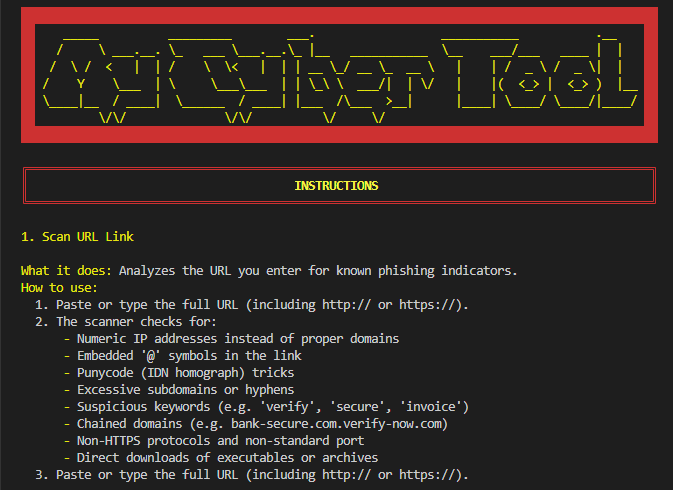 My Cyber Tool
INSTRUCTIONS
1. Scan URL Link
What it does: Analyzes the URL you enter for known phishing indicators.
How to use:
1. Paste or type the full URL (including http:// or https://).
2. The scanner checks for:
- Numeric IP addresses instead of proper domains
- Embedded '@' symbols in the link
- Punycode (IDN homograph) tricks
- Excessive subdomains or hyphens
- Suspicious keywords (e.g. 'verify', 'secure', 'invoice')
- Chained domains (e.g. bank-secure.com.verify-now.com)
- Non-HTTPS protocols and non-standard port
- Direct downloads of executables or archives
3. Paste or type the full URL (including http:// or https://).